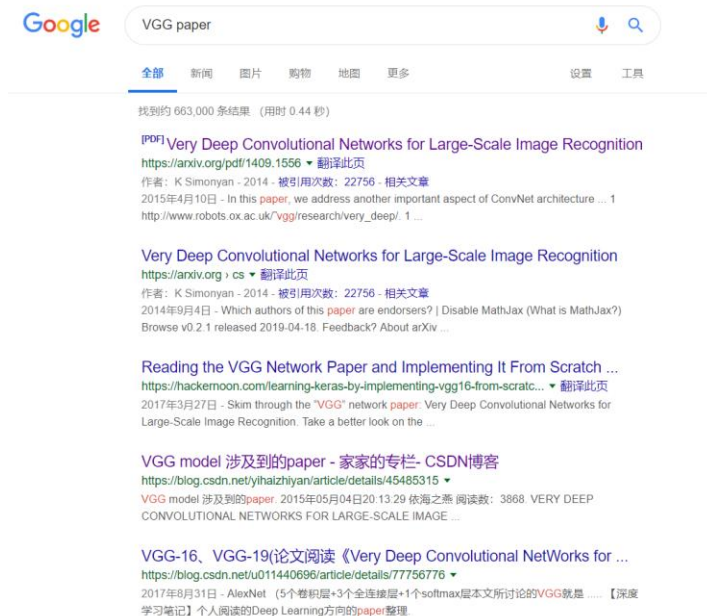 Google
VGG paper
全部 新闻 图片 购物 地图 更多 设置 工具
找到约 663,000 条结果 (用时 0.44 秒)
[PDF] Very Deep Convolutional Networks for Large-Scale Image Recognition
https://arxiv.org/pdf/1409.1556 ▼ 翻译此页
作者：K Simonyan - 2014 - 被引用次数：22756 - 相关文章
2015年4月10日 - In this paper, we address another important aspect of ConvNet architecture ... 1
http://www.robots.ox.ac.uk/~vgg/research/very_deep/. 1 ...
Very Deep Convolutional Networks for Large-Scale Image Recognition
https://arxiv.org › cs ▼ 翻译此页
作者：K Simonyan - 2014 - 被引用次数：22756 - 相关文章
2014年9月4日 - Which authors of this paper are endorsers? | Disable MathJax (What is MathJax?)
Browse v0.2.1 released 2019-04-18. Feedback? About arXiv ...
Reading the VGG Network Paper and Implementing It From Scratch ...
https://hackernoon.com/learning-keras-by-implementing-vgg16-from-scratc... ▼ 翻译此页
2017年3月27日 - Skim through the "VGG" network paper: Very Deep Convolutional Networks for
Large-Scale Image Recognition. Take a better look on the ...
VGG model 涉及到的paper - 家家的专栏- CSDN博客
https://blog.csdn.net/yihaizhiyan/article/details/45485315 ▼
VGG model 涉及到的paper. 2015年05月04日20:13:29 依海之燕 阅读数：3868. VERY DEEP
CONVOLUTIONAL NETWORKS FOR LARGE-SCALE IMAGE ...
VGG-16、VGG-19(论文阅读《Very Deep Convolutional NetWorks for ...
https://blog.csdn.net/u011440696/article/details/77756776 ▼
2017年8月31日 - AlexNet （5个卷积层+3个全连接层+1个softmax层本文所讨论的VGG就是 ..... 【深度
学习笔记】个人阅读的Deep Learning方向的paper整理.